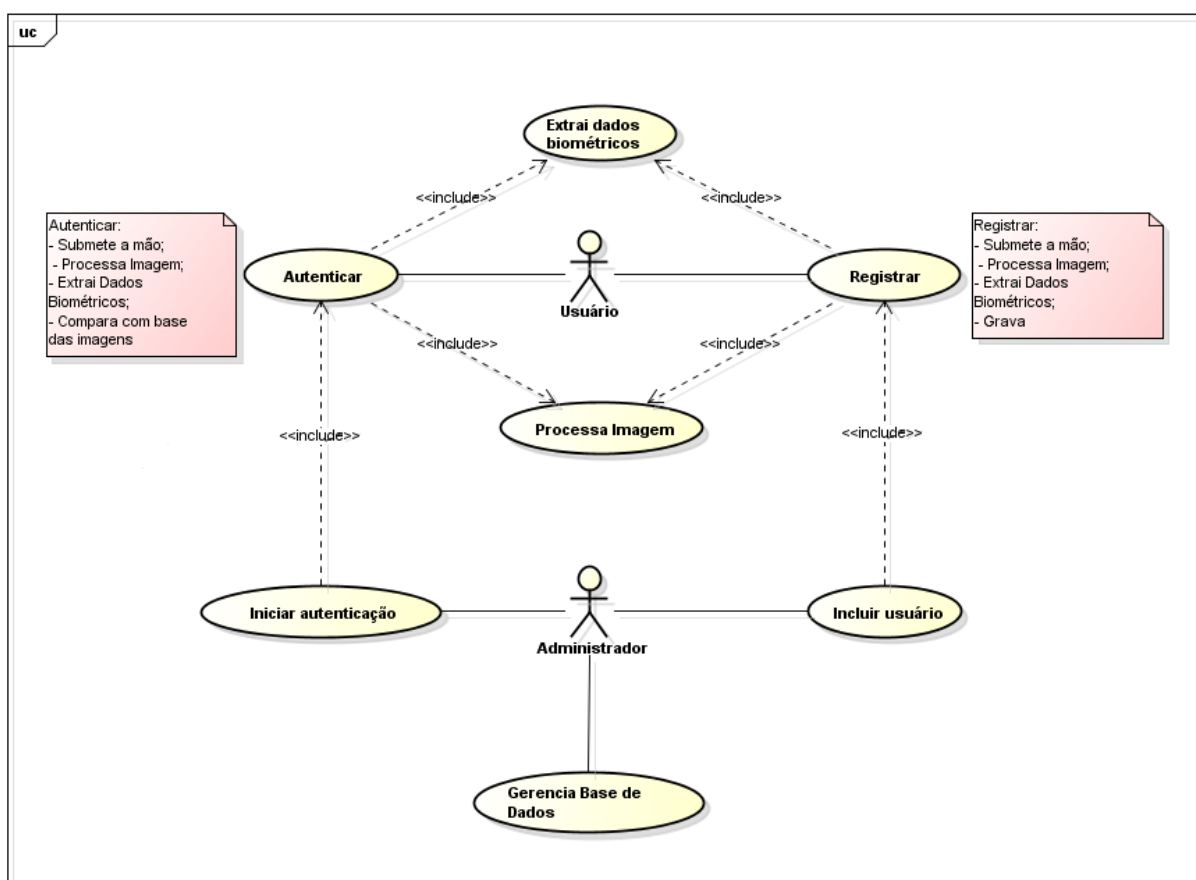 uc
Extrai dados
biométricos
<<include>>
<<include>>
Autenticar:
- Submete a mão;
- Processa Imagem;
- Extrai Dados
Biométricos;
- Compara com base
das imagens
Autenticar
Usuário
Registrar
Registrar:
- Submete a mão;
- Processa Imagem;
- Extrai Dados
Biométricos;
- Grava
<<include>>
<<include>>
Processa Imagem
<<include>>
<<include>>
Iniciar autenticação
Administrador
Incluir usuário
Gerencia Base de
Dados